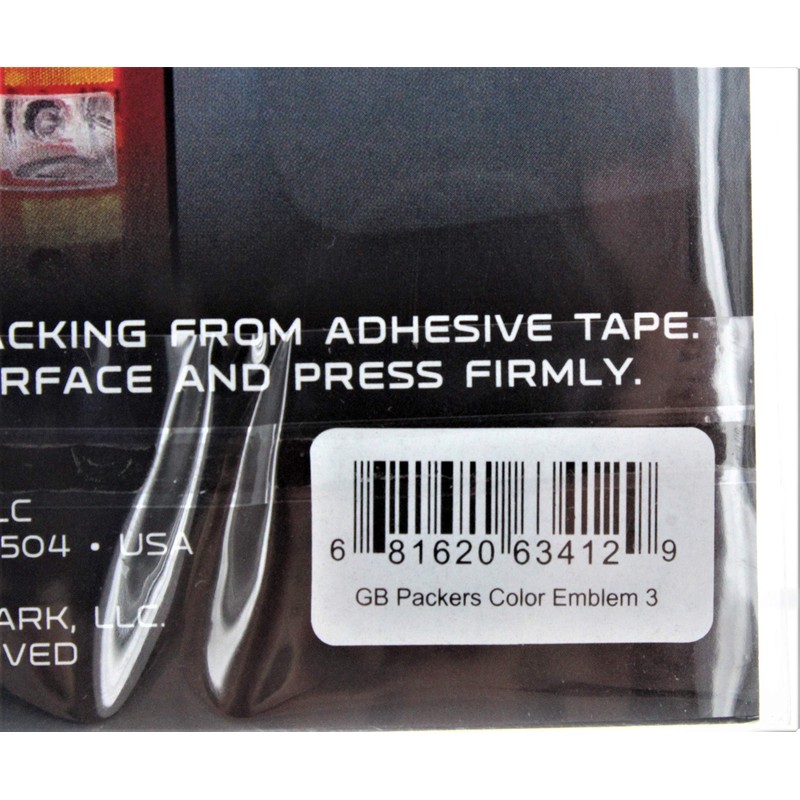 ACKING FROM ADHESIVE TAPE.
RFACE AND PRESS FIRMLY.
LC
504 • USA
ARK, LLC.
VED
6 81620 63412 9
GB Packers Color Emblem 3